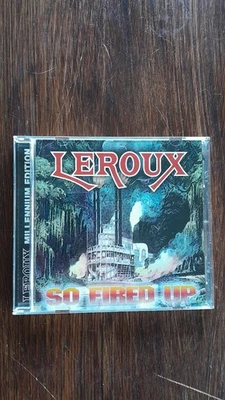 LEROUX MILLENNIUM EDITION
LEROUX
SO FIRED UP